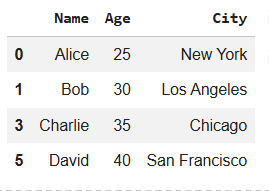 Name Age City
0 Alice 25 New York
1 Bob 30 Los Angeles
3 Charlie 35 Chicago
5 David 40 San Francisco